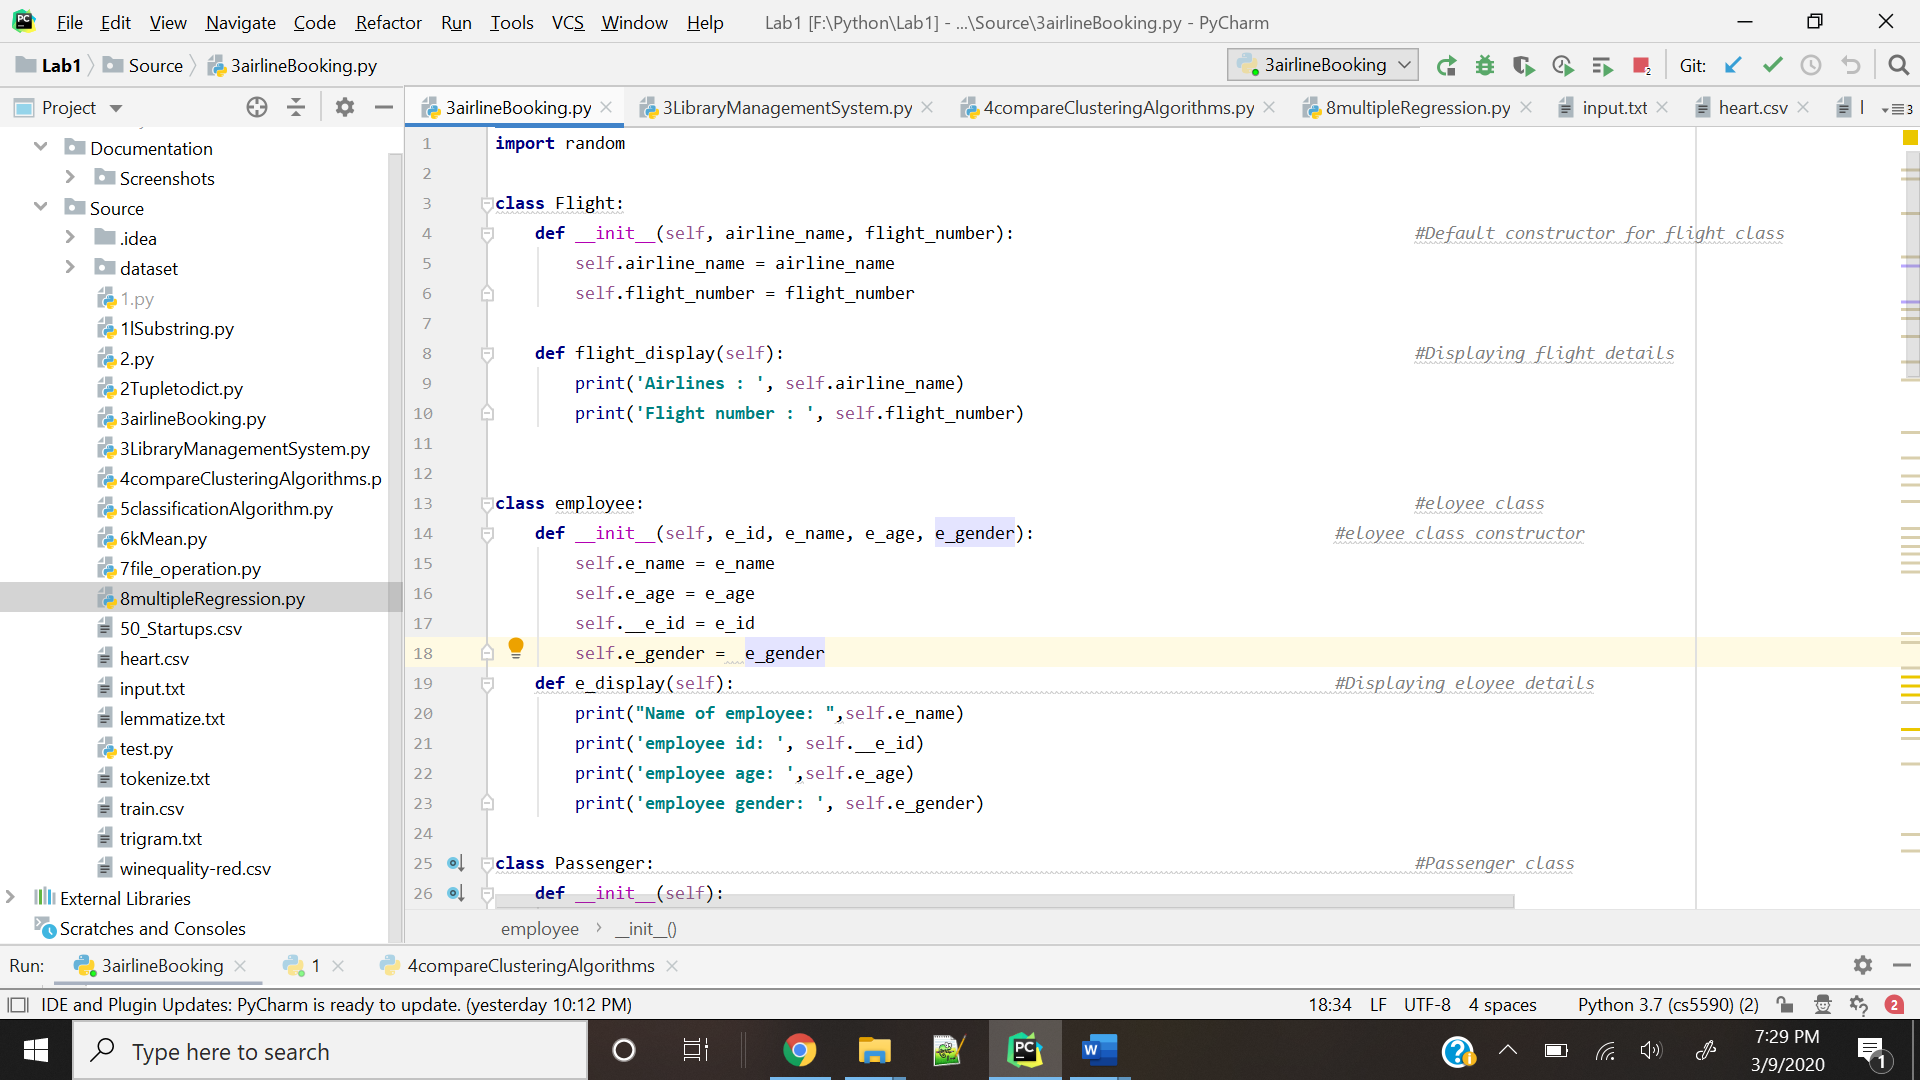 File Edit View Navigate Code Refactor Run Tools VCS Window Help Lab1 [F:\Python\Lab1] - ...\Source\3airlineBooking.py - PyCharm
Lab1 Source 3airlineBooking.py 3airlineBooking Git:
Project 3airlineBooking.py 3LibraryManagementSystem.py 4compareClusteringAlgorithms.py 8multipleRegression.py input.txt heart.csv
Documentation
Screenshots
Source
.idea
dataset
1.py
1lSubstring.py
2.py
2Tupletodict.py
3airlineBooking.py
3LibraryManagementSystem.py
4compareClusteringAlgorithms.p
5classificationAlgorithm.py
6kMean.py
7file_operation.py
8multipleRegression.py
50_Startups.csv
heart.csv
input.txt
lemmatize.txt
test.py
tokenize.txt
train.csv
trigram.txt
winequality-red.csv
External Libraries
Scratches and Consoles
1 import random
2
3 class Flight:
4 def __init__(self, airline_name, flight_number): #Default constructor for flight class
5 self.airline_name = airline_name
6 self.flight_number = flight_number
7
8 def flight_display(self): #Displaying flight details
9 print('Airlines : ', self.airline_name)
10 print('Flight number : ', self.flight_number)
11
12
13 class employee: #eloyee class
14 def __init__(self, e_id, e_name, e_age, e_gender): #eloyee class constructor
15 self.e_name = e_name
16 self.e_age = e_age
17 self.__e_id = e_id
18 self.e_gender =  e_gender
19 def e_display(self): #Displaying eloyee details
20 print("Name of employee: ",self.e_name)
21 print('employee id: ', self.__e_id)
22 print('employee age: ',self.e_age)
23 print('employee gender: ', self.e_gender)
24
25 class Passenger: #Passenger class
26 def __init__(self):
employee __init__()
Run: 3airlineBooking 1 4compareClusteringAlgorithms
IDE and Plugin Updates: PyCharm is ready to update. (yesterday 10:12 PM) 18:34 LF UTF-8 4 spaces Python 3.7 (cs5590) (2) 2
Type here to search
7:29 PM
3/9/2020
1